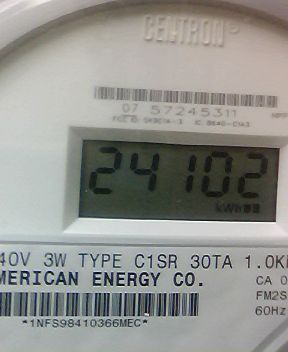 CENTRON®
07 57245311
24102
kWh
40V 3W TYPE C1SR 30TA 1.0K
MERICAN ENERGY CO.
CA 0
FM2S
60Hz
*1NFS98410366MEC*